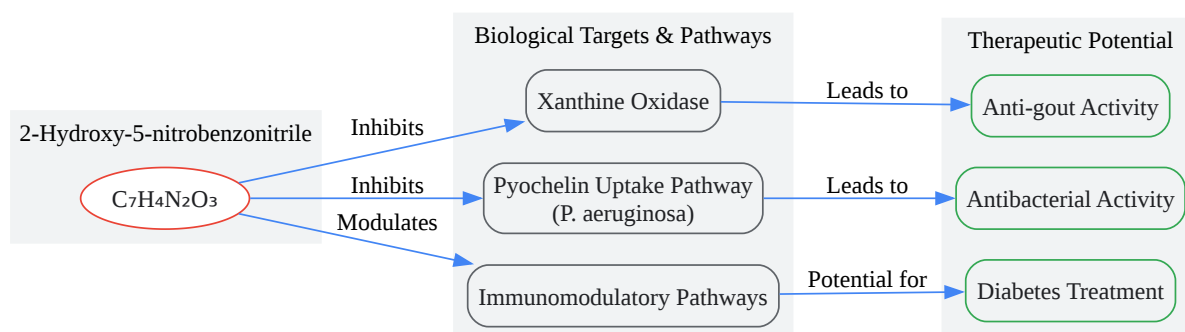 Biological Targets & Pathways
Therapeutic Potential
2-Hydroxy-5-nitrobenzonitrile
C₇H₄N₂O₃
Inhibits
Inhibits
Modulates
Xanthine Oxidase
Pyochelin Uptake Pathway
(P. aeruginosa)
Immunomodulatory Pathways
Leads to
Leads to
Potential for
Anti-gout Activity
Antibacterial Activity
Diabetes Treatment